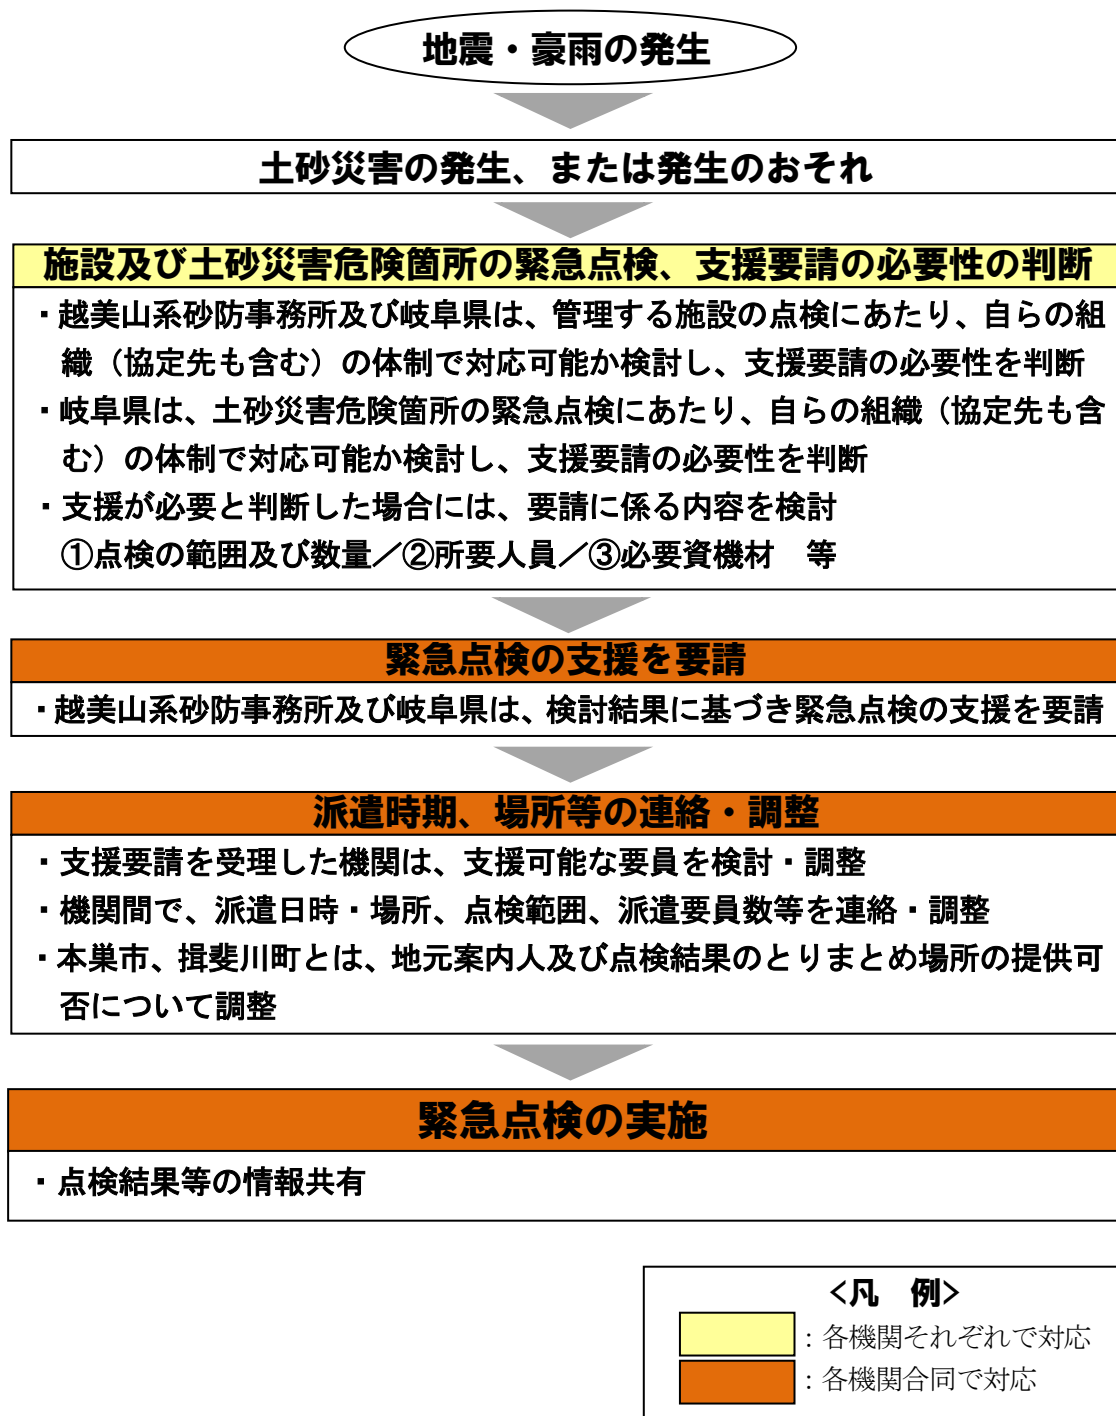 地震・豪雨の発生
土砂災害の発生、または発生のおそれ
施設及び土砂災害危険箇所の緊急点検、支援要請の必要性の判断
・越美山系砂防事務所及び岐阜県は、管理する施設の点検にあたり、自らの組
織（協定先も含む）の体制で対応可能か検討し、支援要請の必要性を判断
・岐阜県は、土砂災害危険箇所の緊急点検にあたり、自らの組織（協定先も含
む）の体制で対応可能か検討し、支援要請の必要性を判断
・支援が必要と判断した場合には、要請に係る内容を検討
①点検の範囲及び数量／②所要人員／③必要資機材　等
緊急点検の支援を要請
・越美山系砂防事務所及び岐阜県は、検討結果に基づき緊急点検の支援を要請
派遣時期、場所等の連絡・調整
・支援要請を受理した機関は、支援可能な要員を検討・調整
・機関間で、派遣日時・場所、点検範囲、派遣要員数等を連絡・調整
・本巣市、揖斐川町とは、地元案内人及び点検結果のとりまとめ場所の提供可
否について調整
緊急点検の実施
・点検結果等の情報共有
<凡　例>
：各機関それぞれで対応
：各機関合同で対応